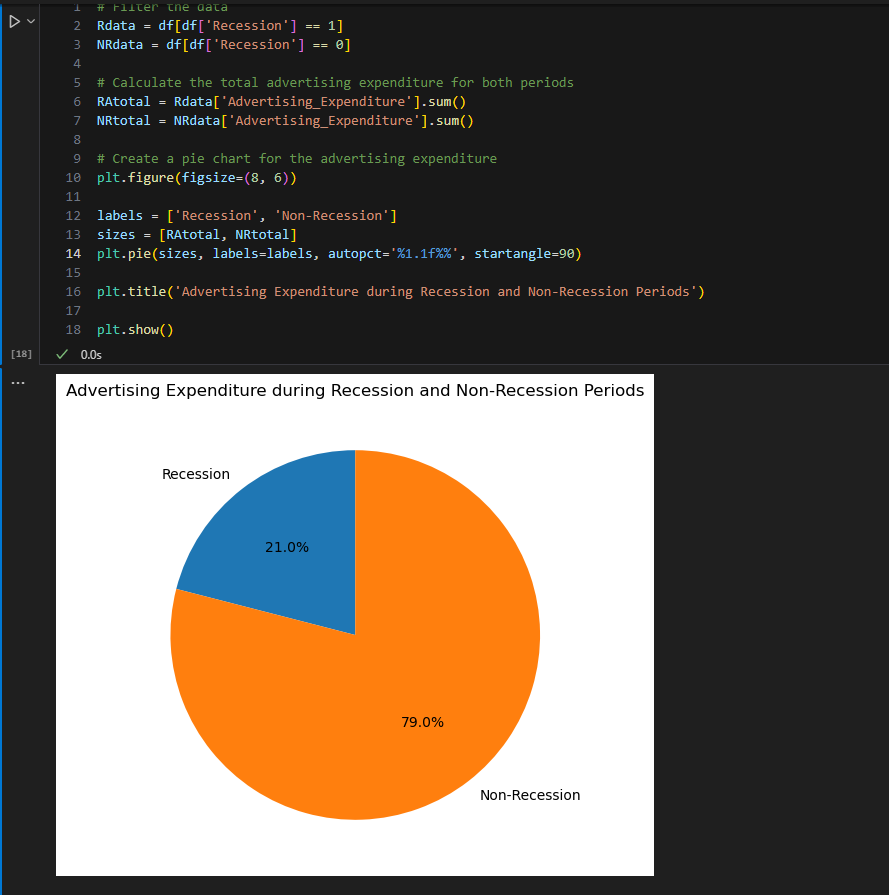 1 # Filter the data
2 Rdata = df[df['Recession'] == 1]
3 NRdata = df[df['Recession'] == 0]
4
5 # Calculate the total advertising expenditure for both periods
6 RAtotal = Rdata['Advertising_Expenditure'].sum()
7 NRtotal = NRdata['Advertising_Expenditure'].sum()
8
9 # Create a pie chart for the advertising expenditure
10 plt.figure(figsize=(8, 6))
11
12 labels = ['Recession', 'Non-Recession']
13 sizes = [RAtotal, NRtotal]
14 plt.pie(sizes, labels=labels, autopct='%1.1f%%', startangle=90)
15
16 plt.title('Advertising Expenditure during Recession and Non-Recession Periods')
17
18 plt.show()
[18] 0.0s
Advertising Expenditure during Recession and Non-Recession Periods
Recession
21.0%
79.0%
Non-Recession